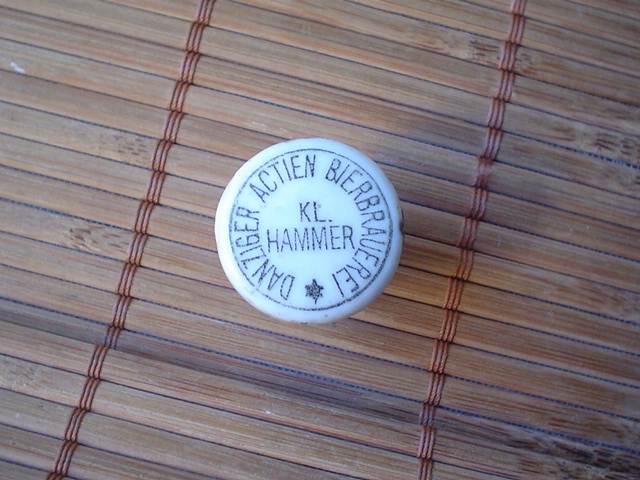 DANZIGER ACTIEN BIERBRAUEREI
KL.
HAMMER